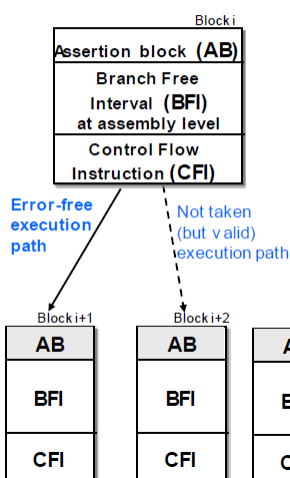 Block i
Assertion block (AB)
Branch Free
Interval (BFI)
at assembly level
Control Flow
Instruction (CFI)
Error-free
execution
path
Not taken
(but valid)
execution path
Block i+1
Block i+2
AB
AB
BFI
BFI
CFI
CFI